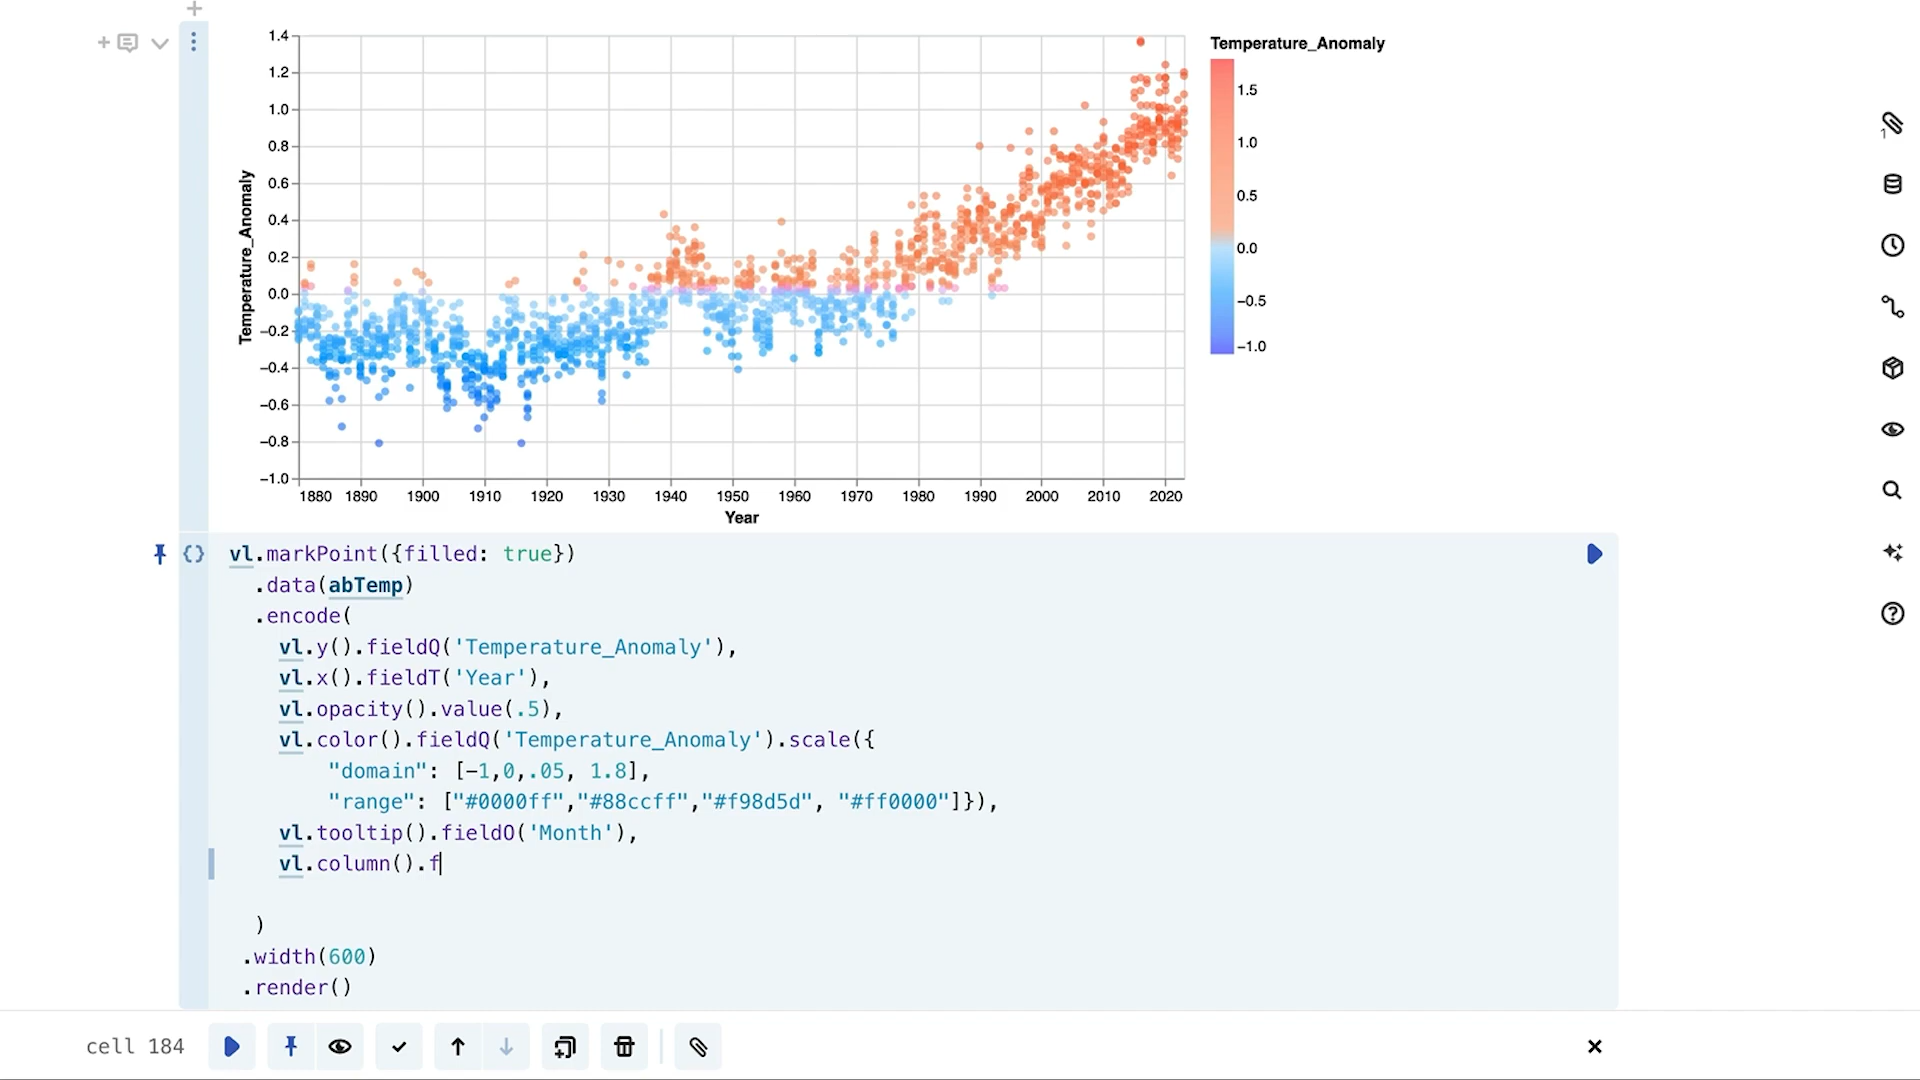 1.4
1.2
1.0
0.8
0.6
0.4
0.2
0.0
−0.2
−0.4
−0.6
−0.8
−1.0
Temperature_Anomaly
1880 1890 1900 1910 1920 1930 1940 1950 1960 1970 1980 1990 2000 2010 2020
Year
Temperature_Anomaly
1.5
1.0
0.5
0.0
−0.5
−1.0
1
vl.markPoint({filled: true})
.data(abTemp)
.encode(
vl.y().fieldQ('Temperature_Anomaly'),
vl.x().fieldT('Year'),
vl.opacity().value(.5),
vl.color().fieldQ('Temperature_Anomaly').scale({
"domain": [-1,0,.05, 1.8],
"range": ["#0000ff","#88ccff","#f98d5d", "#ff0000"]}),
vl.tooltip().fieldO('Month'),
vl.column().f
)
.width(600)
.render()
cell 184